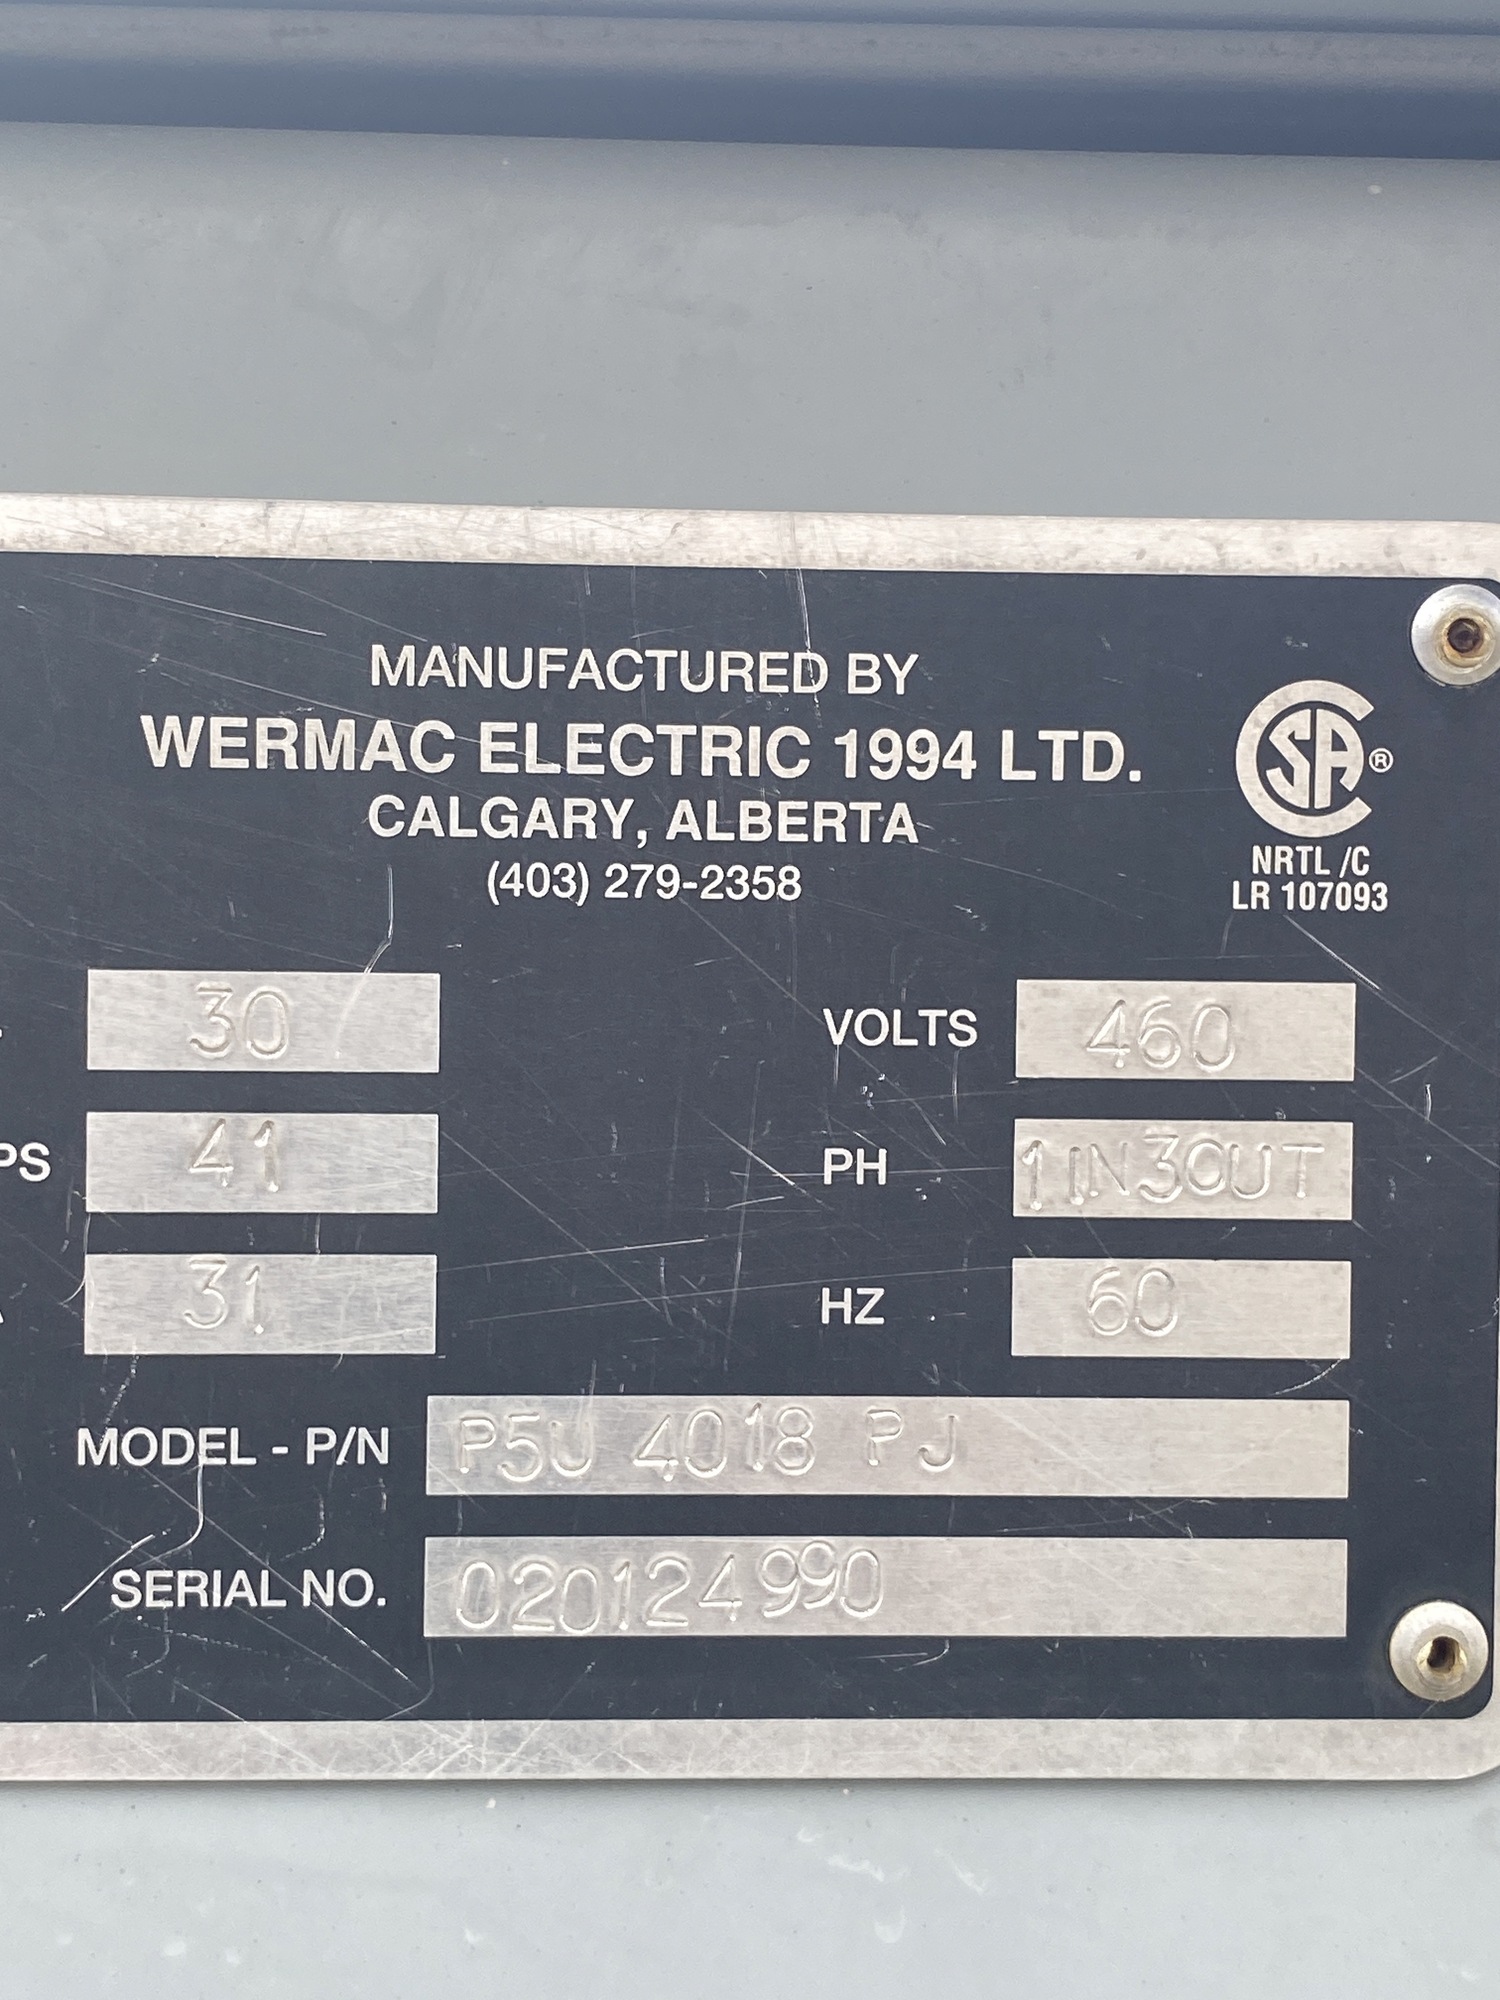 MANUFACTURED BY
WERMAC ELECTRIC 1994 LTD.
CALGARY, ALBERTA
(403) 279-2358
CSA ®
NRTL /C
LR 107093
30
VOLTS 460
PS 41
PH 1IN3OUT
31
HZ 60
MODEL - P/N P5U 4018 PJ
SERIAL NO. 020124990